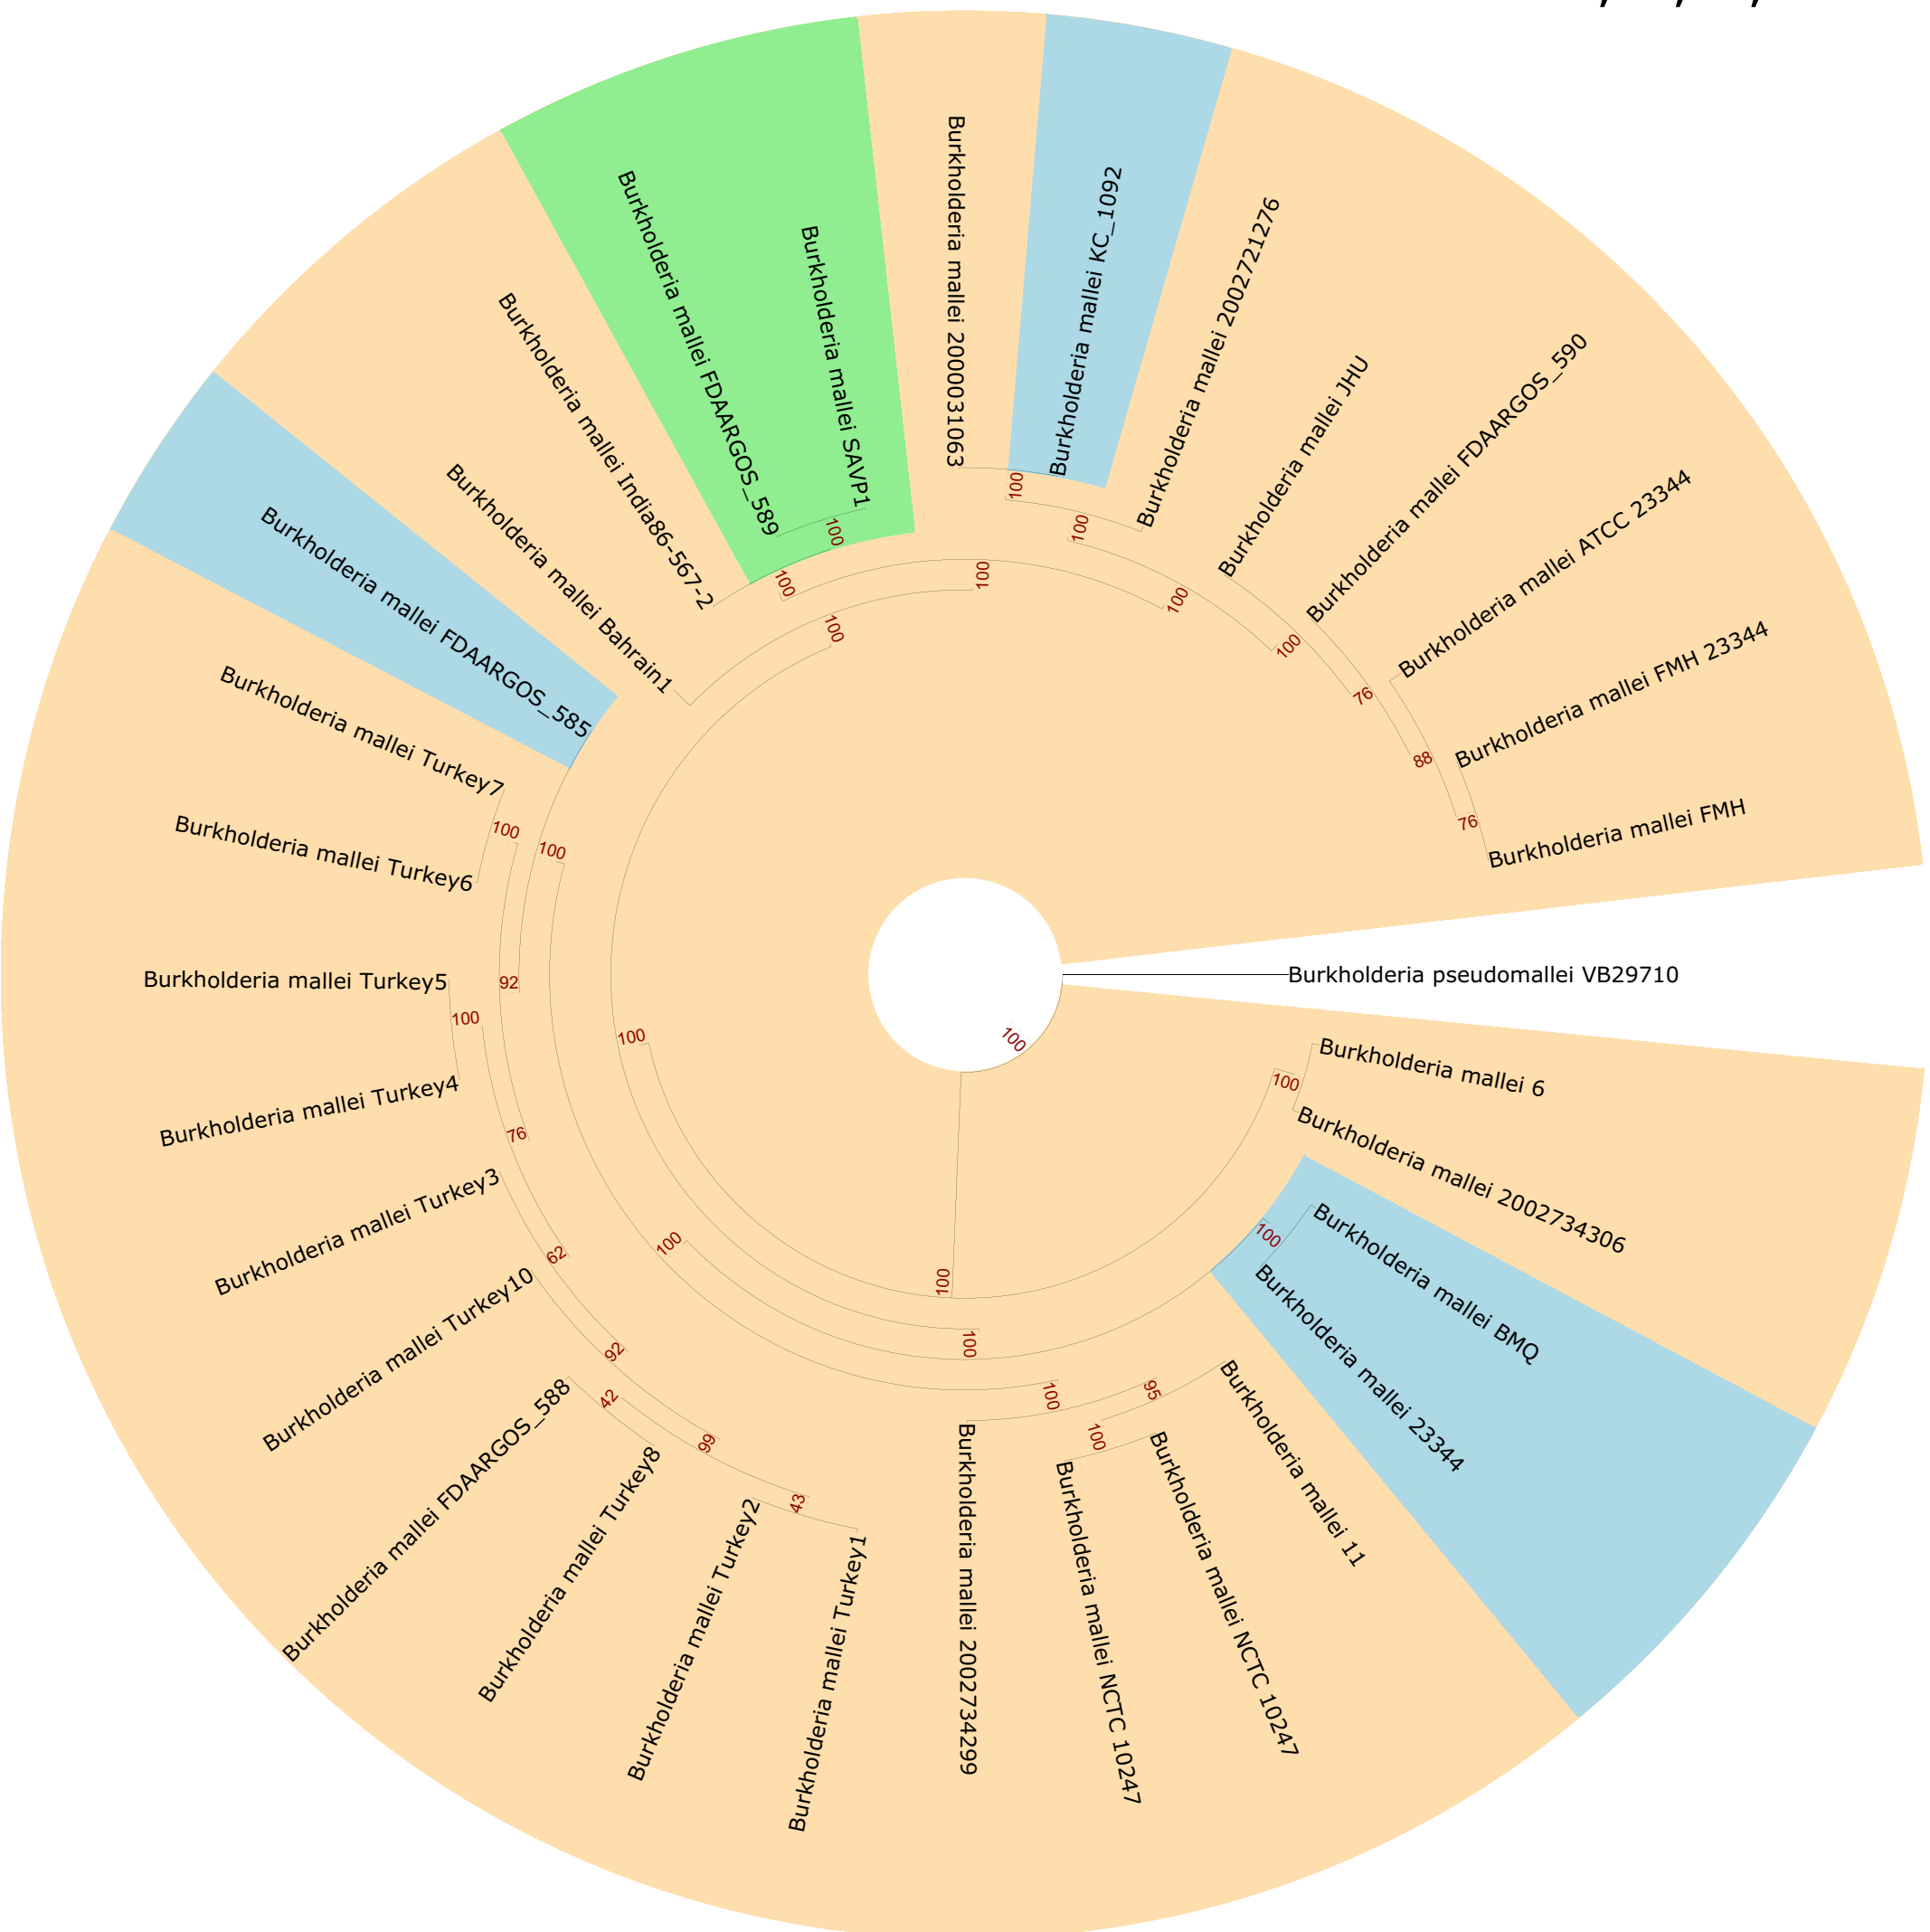 Burkholderia mallei 2000031063
Burkholderia mallei KC_1092
Burkholderia mallei 2002721276
Burkholderia mallei JHU
Burkholderia mallei FDAARGOS_590
Burkholderia mallei ATCC 23344
Burkholderia mallei FMH 23344
Burkholderia mallei FMH
Burkholderia pseudomallei VB29710
Burkholderia mallei 6
Burkholderia mallei 2002734306
Burkholderia mallei BMQ
Burkholderia mallei 23344
Burkholderia mallei 11
Burkholderia mallei NCTC 10247
Burkholderia mallei NCTC 10247
Burkholderia mallei 2002734299
Burkholderia mallei Turkey1
Burkholderia mallei Turkey2
Burkholderia mallei Turkey8
Burkholderia mallei FDAARGOS_588
Burkholderia mallei Turkey10
Burkholderia mallei Turkey3
Burkholderia mallei Turkey4
Burkholderia mallei Turkey5
Burkholderia mallei Turkey6
Burkholderia mallei Turkey7
Burkholderia mallei FDAARGOS_585
Burkholderia mallei Bahrain1
Burkholderia mallei India86-567-2
Burkholderia mallei FDAARGOS_589
Burkholderia mallei SAVP1
100
100
100
100
100
100
100
76
88
76
100
100
100
100
92
100
76
62
92
42
99
43
100
100
100
100
95
100
100
100
100
100